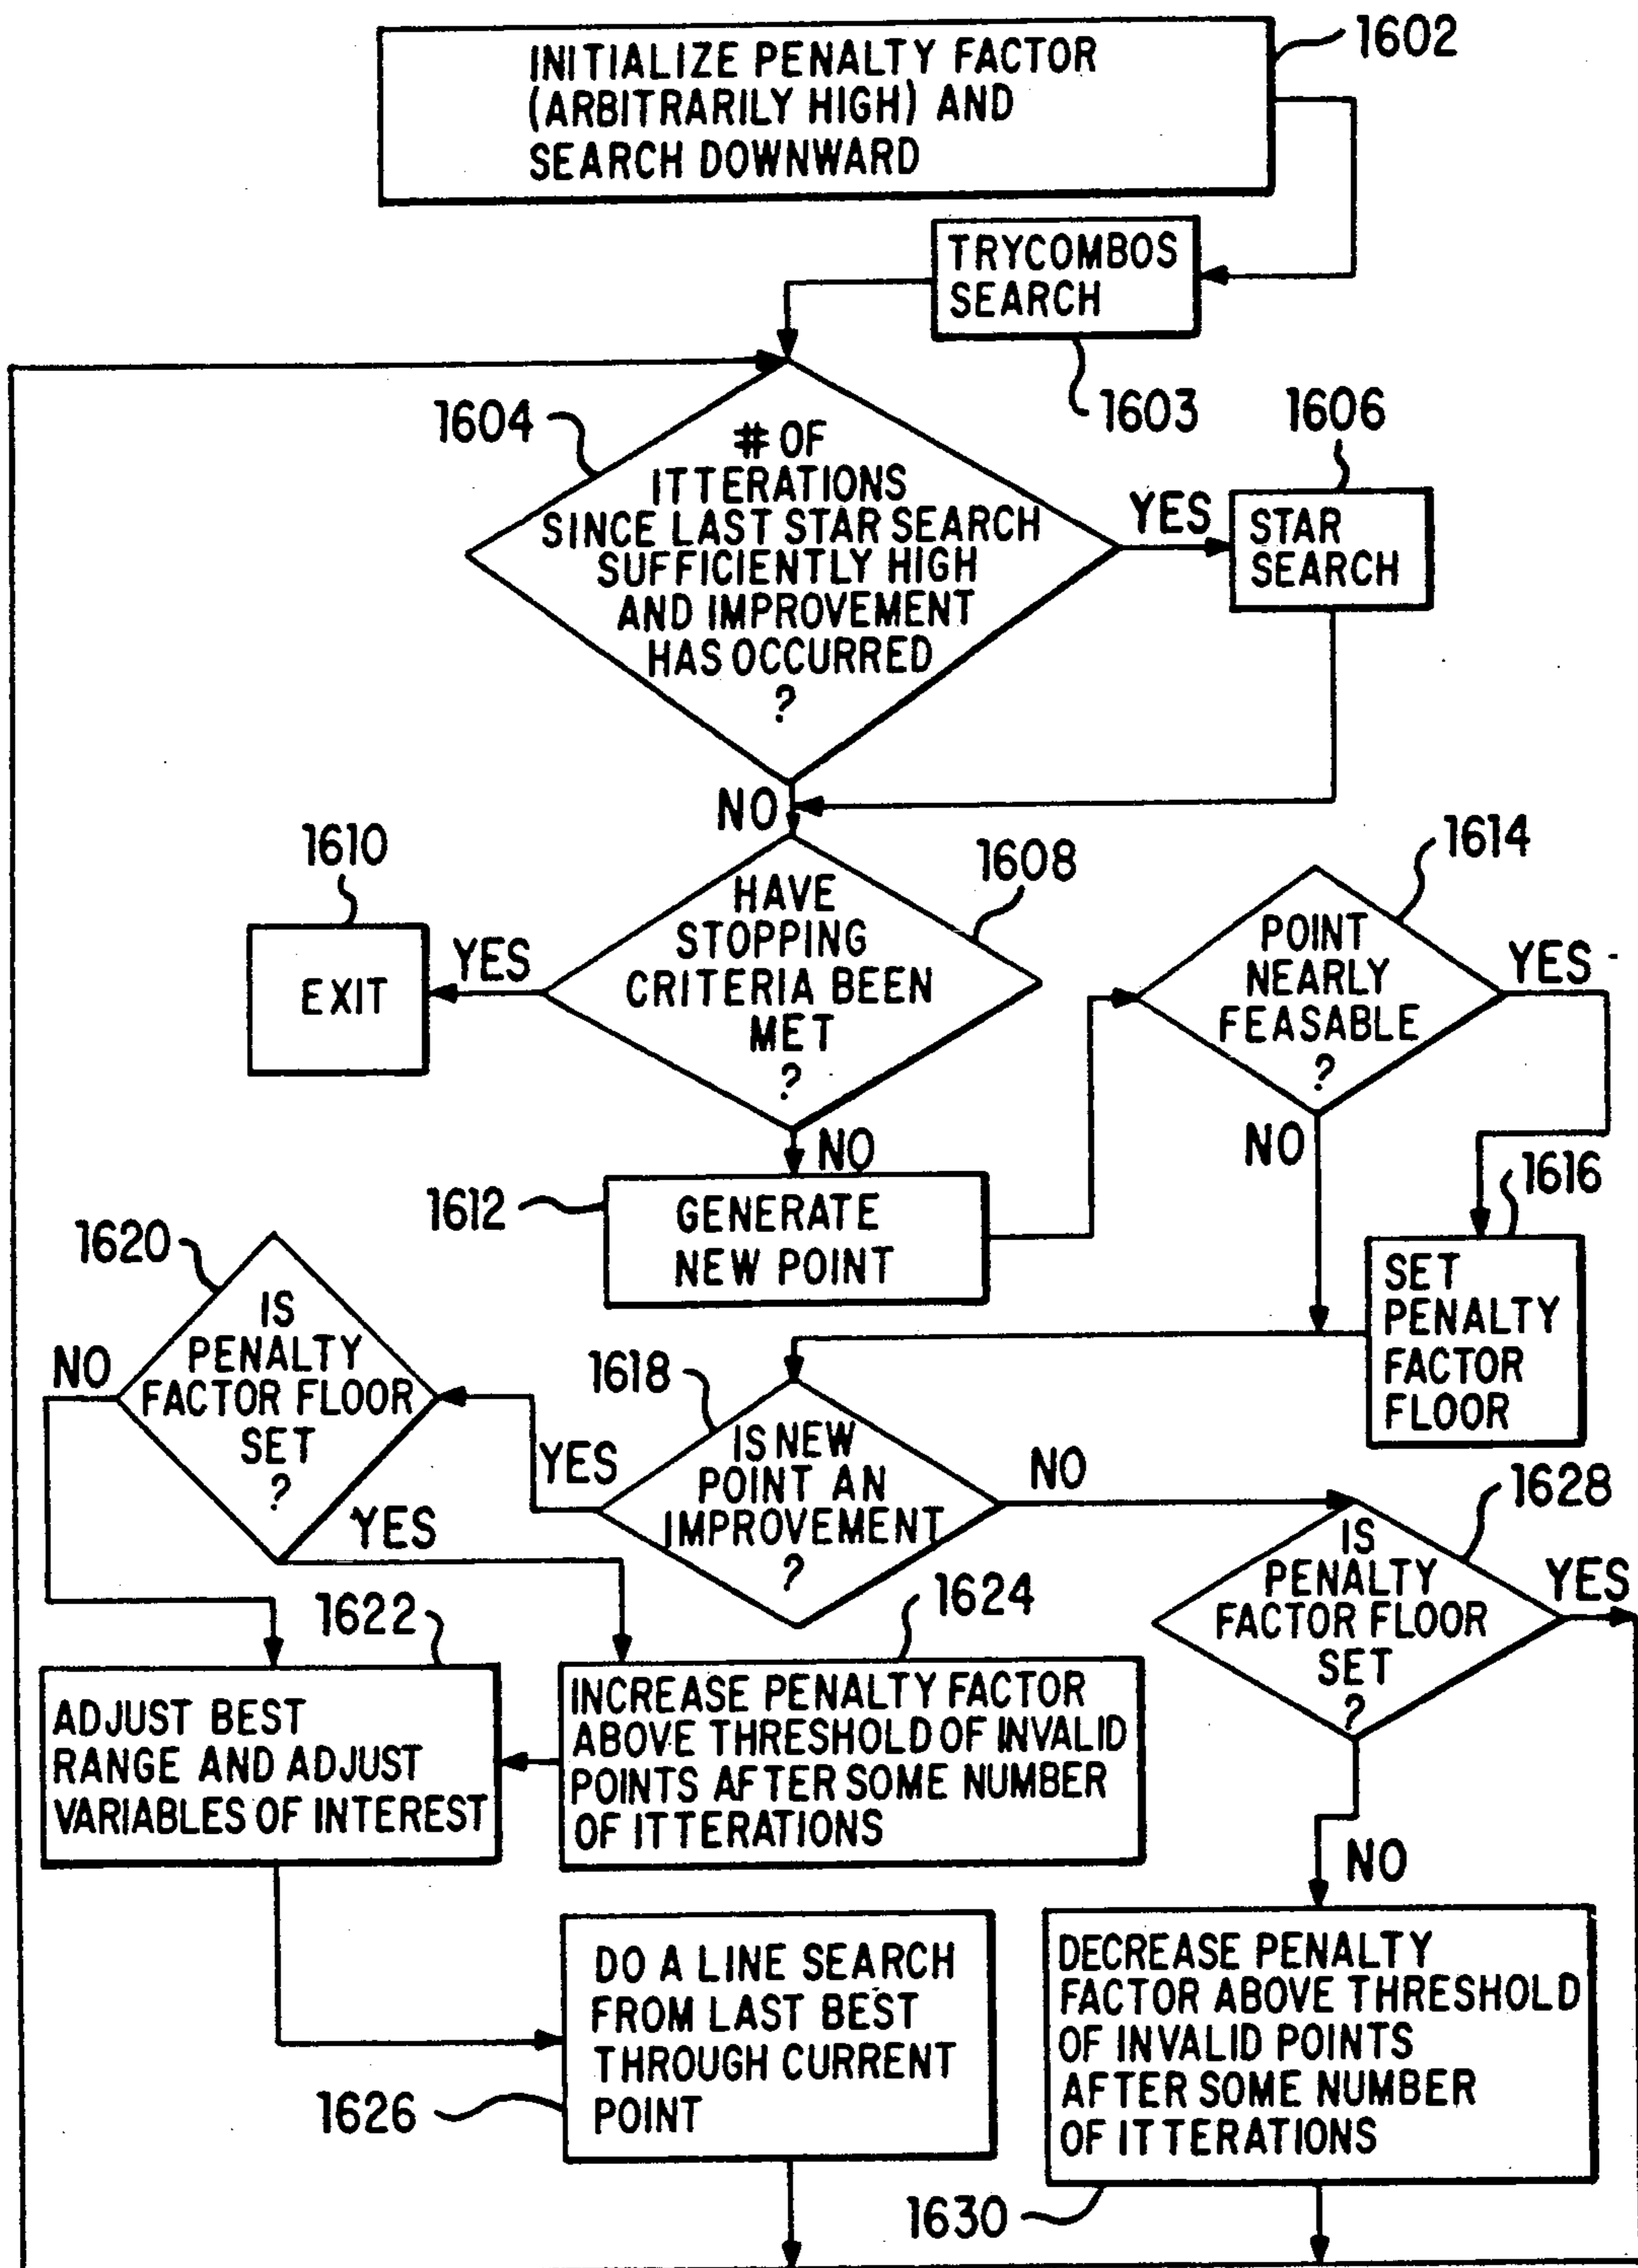 1602
INITIALIZE PENALTY FACTOR
(ARBITRARILY HIGH) AND
SEARCH DOWNWARD
TRYCOMBOS
SEARCH
1603
1604
# OF
ITTERATIONS
SINCE LAST STAR SEARCH
SUFFICIENTLY HIGH
AND IMPROVEMENT
HAS OCCURRED
?
YES
1606
STAR
SEARCH
NO
1608
HAVE
STOPPING
CRITERIA BEEN
MET
?
YES
1610
EXIT
NO
1612
GENERATE
NEW POINT
1614
POINT
NEARLY
FEASABLE
?
YES
NO
1616
SET
PENALTY
FACTOR
FLOOR
1618
IS NEW
POINT AN
IMPROVEMENT
?
YES
NO
1620
IS
PENALTY
FACTOR FLOOR
SET
?
NO
YES
1622
ADJUST BEST
RANGE AND ADJUST
VARIABLES OF INTEREST
1624
INCREASE PENALTY FACTOR
ABOVE THRESHOLD OF INVALID
POINTS AFTER SOME NUMBER
OF ITTERATIONS
1628
IS
PENALTY
FACTOR FLOOR
SET
?
YES
NO
1626
DO A LINE SEARCH
FROM LAST BEST
THROUGH CURRENT
POINT
DECREASE PENALTY
FACTOR ABOVE THRESHOLD
OF INVALID POINTS
AFTER SOME NUMBER
OF ITTERATIONS
1630